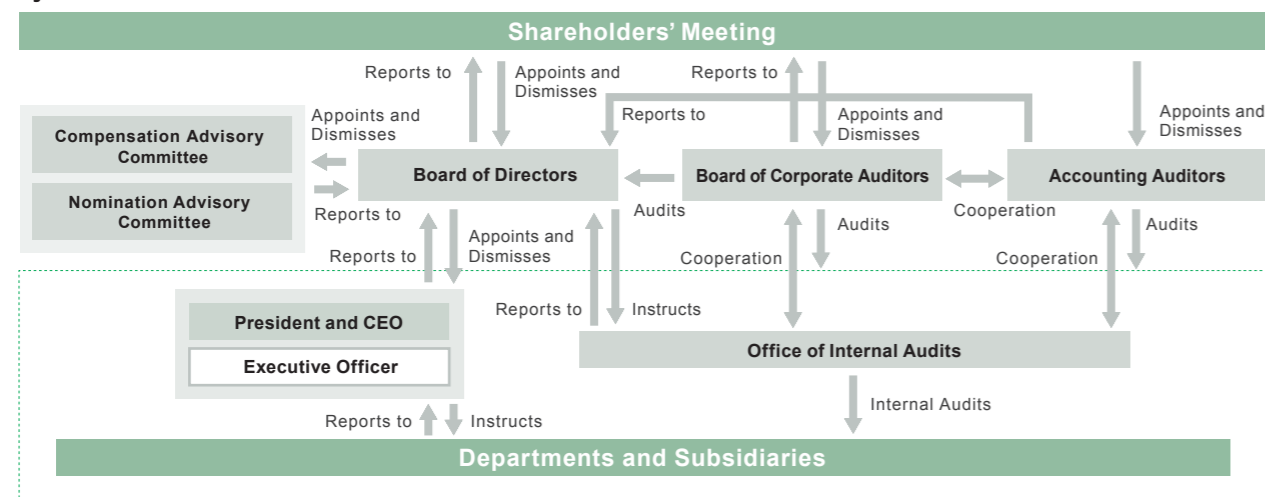 Shareholders’ Meeting
Reports to
Appoints and
Dismisses
Reports to
Appoints and
Dismisses
Reports to
Appoints and
Dismisses
Appoints and
Dismisses
Compensation Advisory
Committee
Nomination Advisory
Committee
Reports to
Board of Directors
Audits
Board of Corporate Auditors
Cooperation
Accounting Auditors
Reports to
Appoints and
Dismisses
Cooperation
Audits
Cooperation
Audits
Reports to
Instructs
President and CEO
Executive Officer
Office of Internal Audits
Reports to
Instructs
Internal Audits
Departments and Subsidiaries